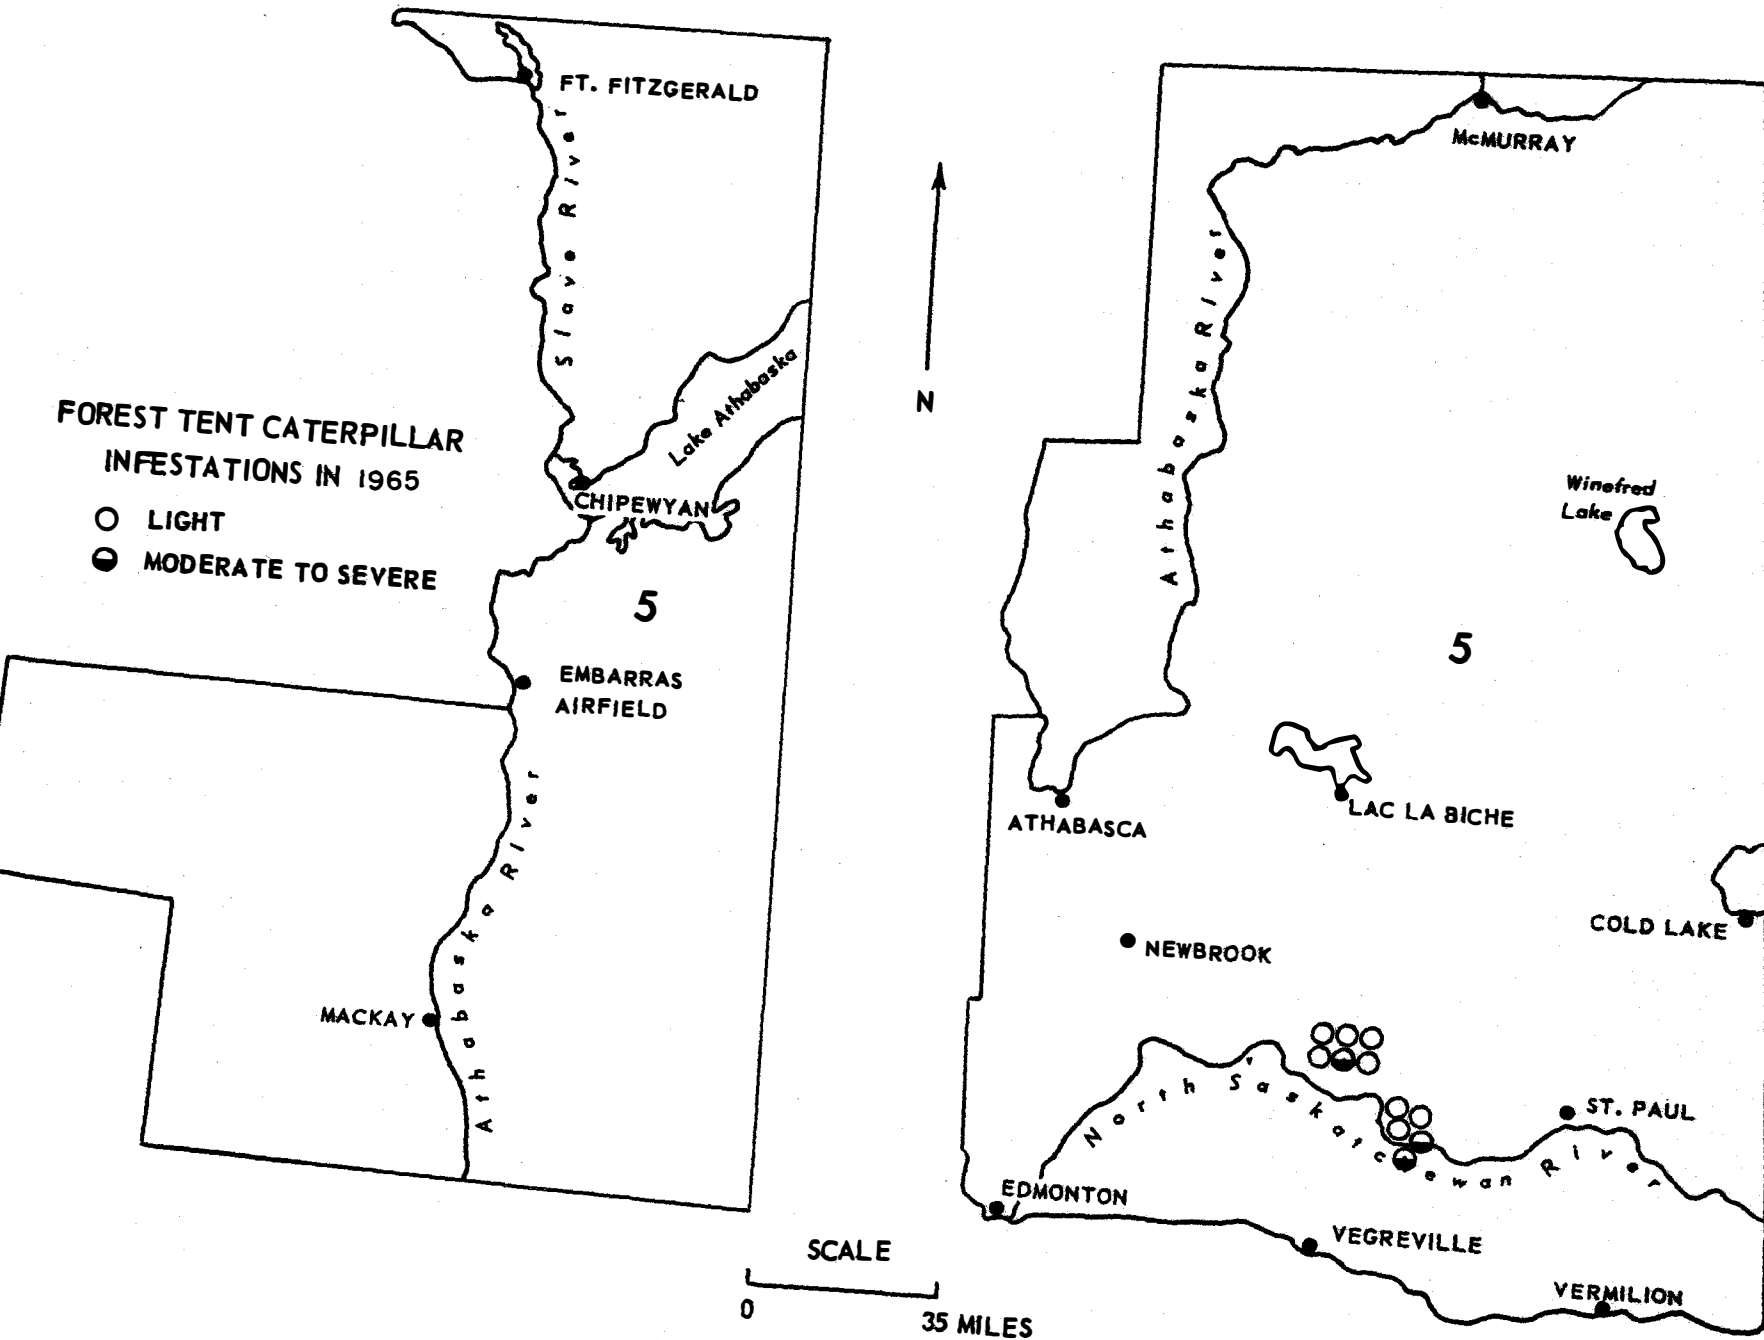 FT. FITZGERALD
Slave River
Lake Athabaska
CHIPEWYAN
FOREST TENT CATERPILLAR
INFESTATIONS IN 1965
LIGHT
MODERATE TO SEVERE
5
EMBARRAS
AIRFIELD
Athabaska River
MACKAY
N
McMURRAY
Athabaska River
Winefred
Lake
5
LAC LA BICHE
ATHABASCA
COLD LAKE
NEWBROOK
North Saskatcewan River
ST. PAUL
EDMONTON
VEGREVILLE
VERMILION
SCALE
0 35 MILES